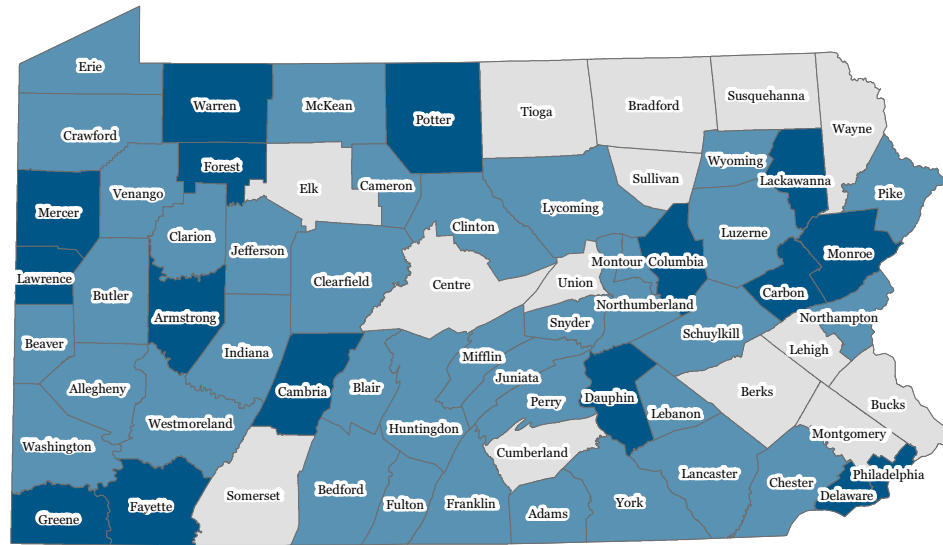 Erie
Warren
McKean
Potter
Tioga
Bradford
Susquehanna
Wayne
Crawford
Forest
Elk
Cameron
Sullivan
Wyoming
Lackawanna
Pike
Mercer
Venango
Clarion
Jefferson
Clinton
Lycoming
Luzerne
Monroe
Lawrence
Butler
Armstrong
Clearfield
Centre
Union
Montour
Columbia
Carbon
Northumberland
Northampton
Beaver
Indiana
Snyder
Schuylkill
Lehigh
Allegheny
Cambria
Blair
Mifflin
Juniata
Perry
Dauphin
Lebanon
Berks
Bucks
Washington
Westmoreland
Huntingdon
Cumberland
Montgomery
Greene
Fayette
Somerset
Bedford
Fulton
Franklin
Adams
York
Lancaster
Chester
Delaware
Philadelphia